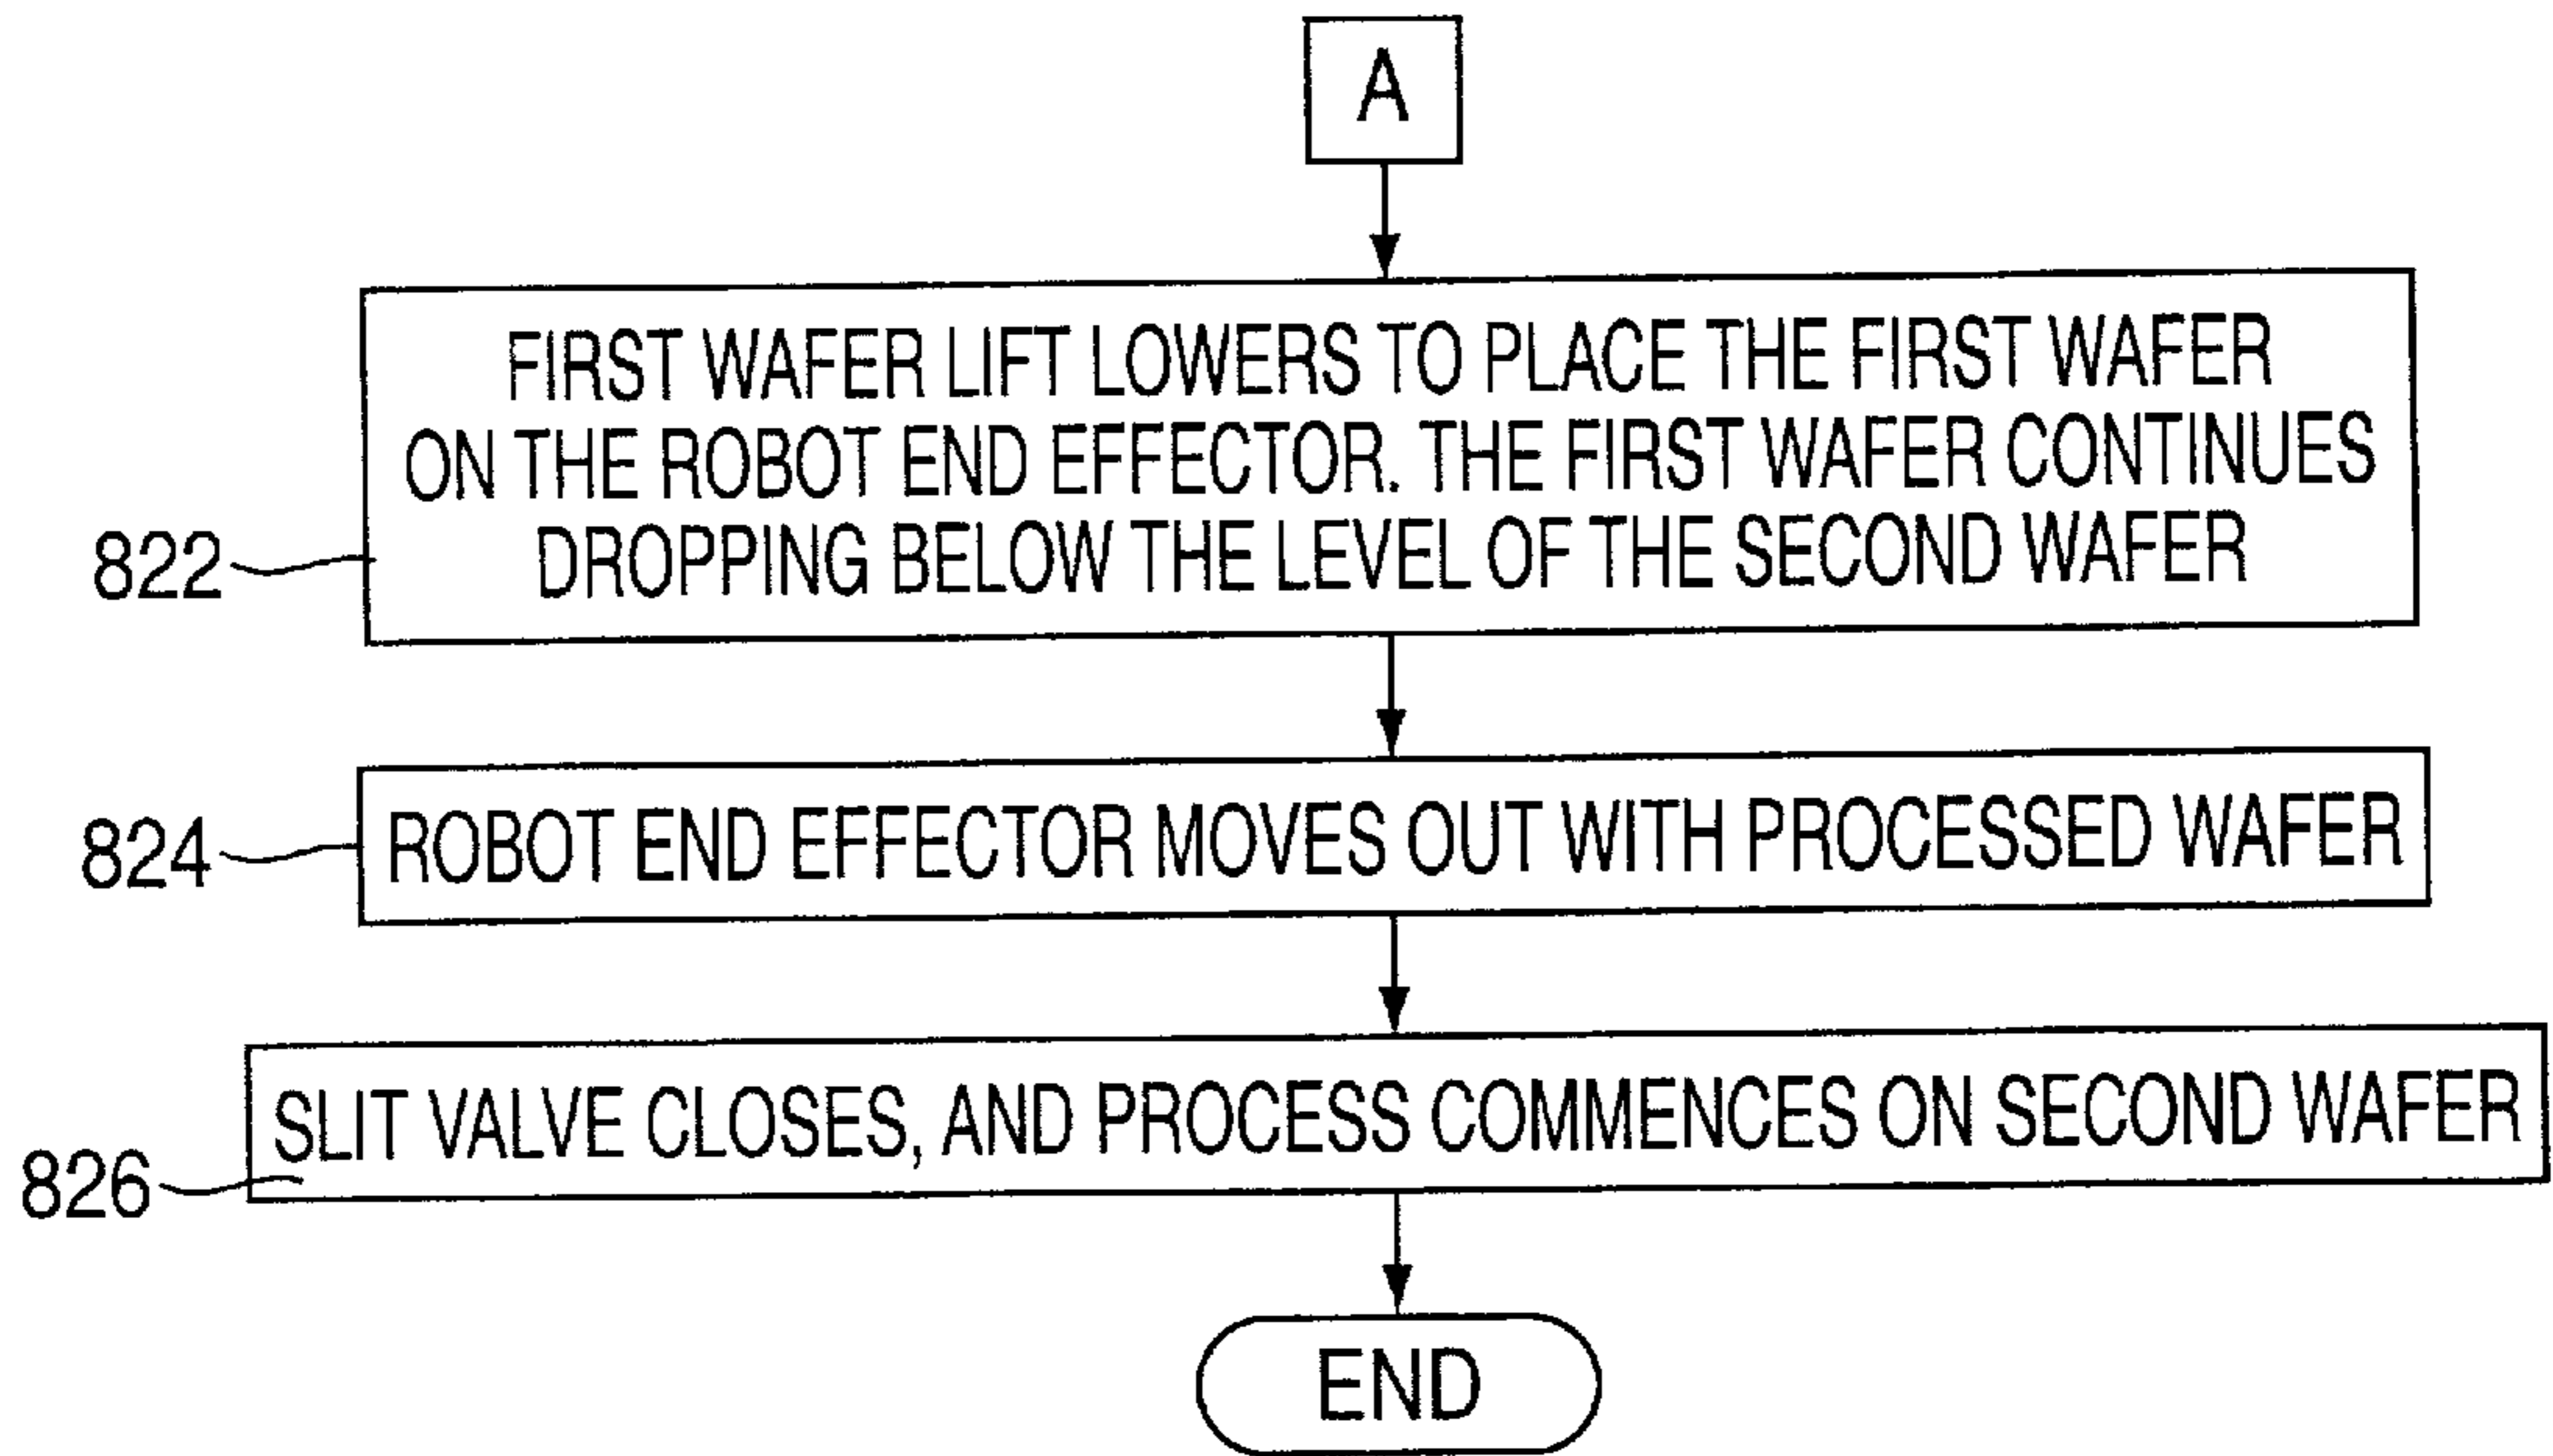 A
FIRST WAFER LIFT LOWERS TO PLACE THE FIRST WAFER
ON THE ROBOT END EFFECTOR. THE FIRST WAFER CONTINUES
DROPPING BELOW THE LEVEL OF THE SECOND WAFER
822
ROBOT END EFFECTOR MOVES OUT WITH PROCESSED WAFER
824
SLIT VALVE CLOSES, AND PROCESS COMMENCES ON SECOND WAFER
826
END